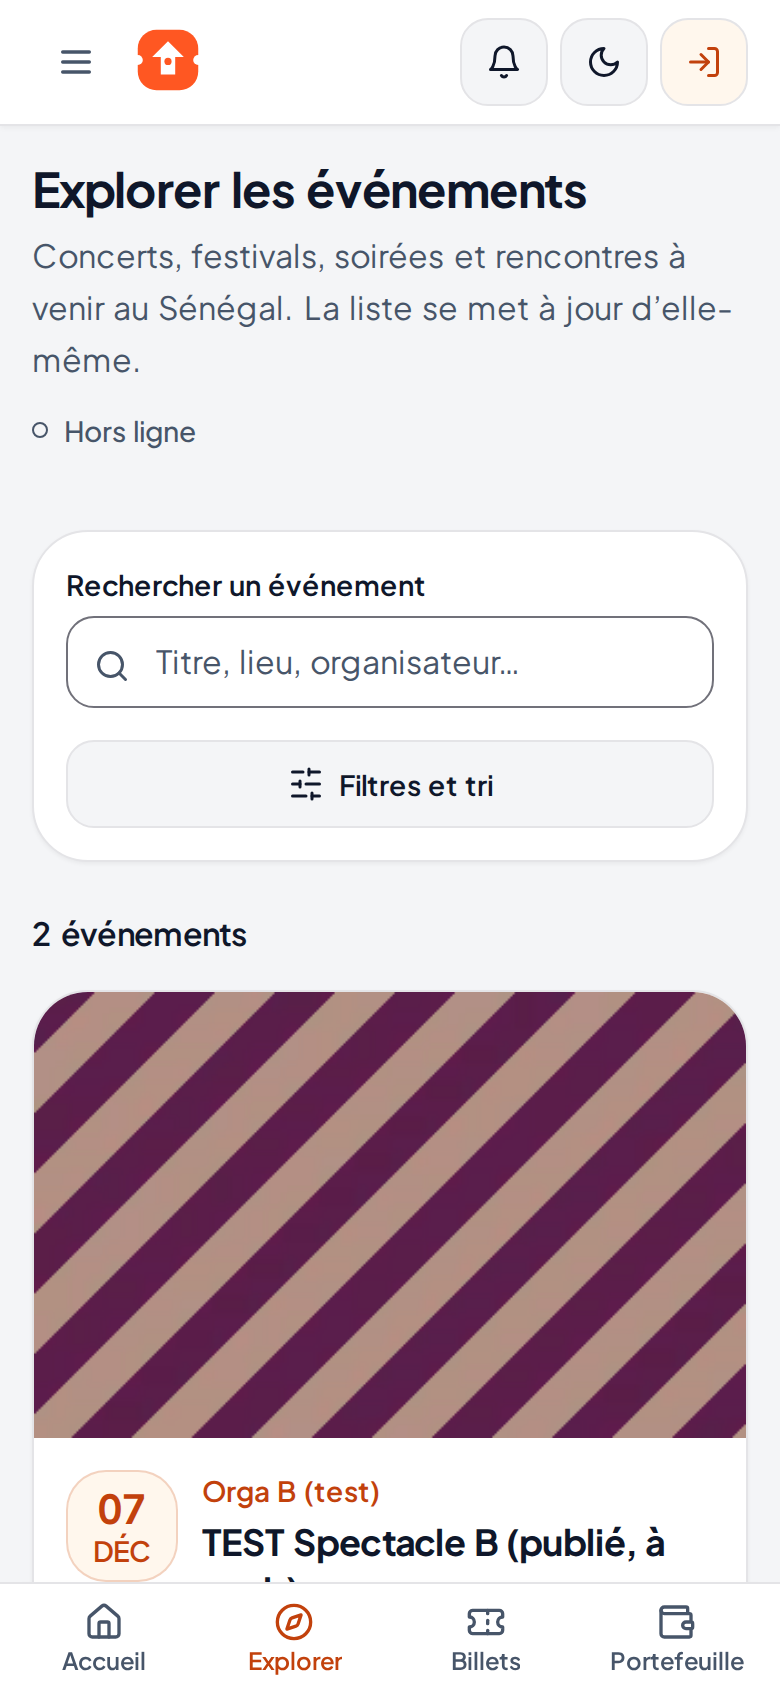 Explorer les événements
Concerts, festivals, soirées et rencontres à
venir au Sénégal. La liste se met à jour d’elle-
même.
Hors ligne
Rechercher un événement
Titre, lieu, organisateur…
Filtres et tri
2 événements
07
DÉC
Orga B (test)
TEST Spectacle B (publié, à
Accueil
Explorer
Billets
Portefeuille